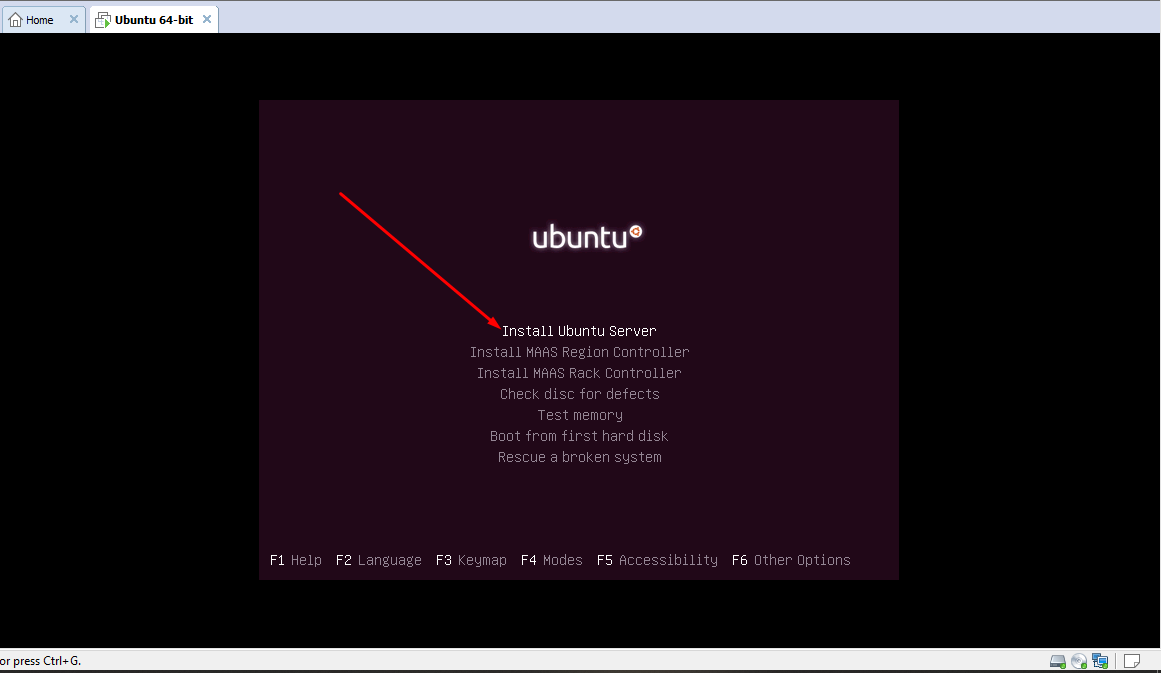 Home
Ubuntu 64-bit
ubuntu
Install Ubuntu Server
Install MAAS Region Controller
Install MAAS Rack Controller
Check disc for defects
Test memory
Boot from first hard disk
Rescue a broken system
F1 Help F2 Language F3 Keymap F4 Modes F5 Accessibility F6 Other Options
or press Ctrl+G.